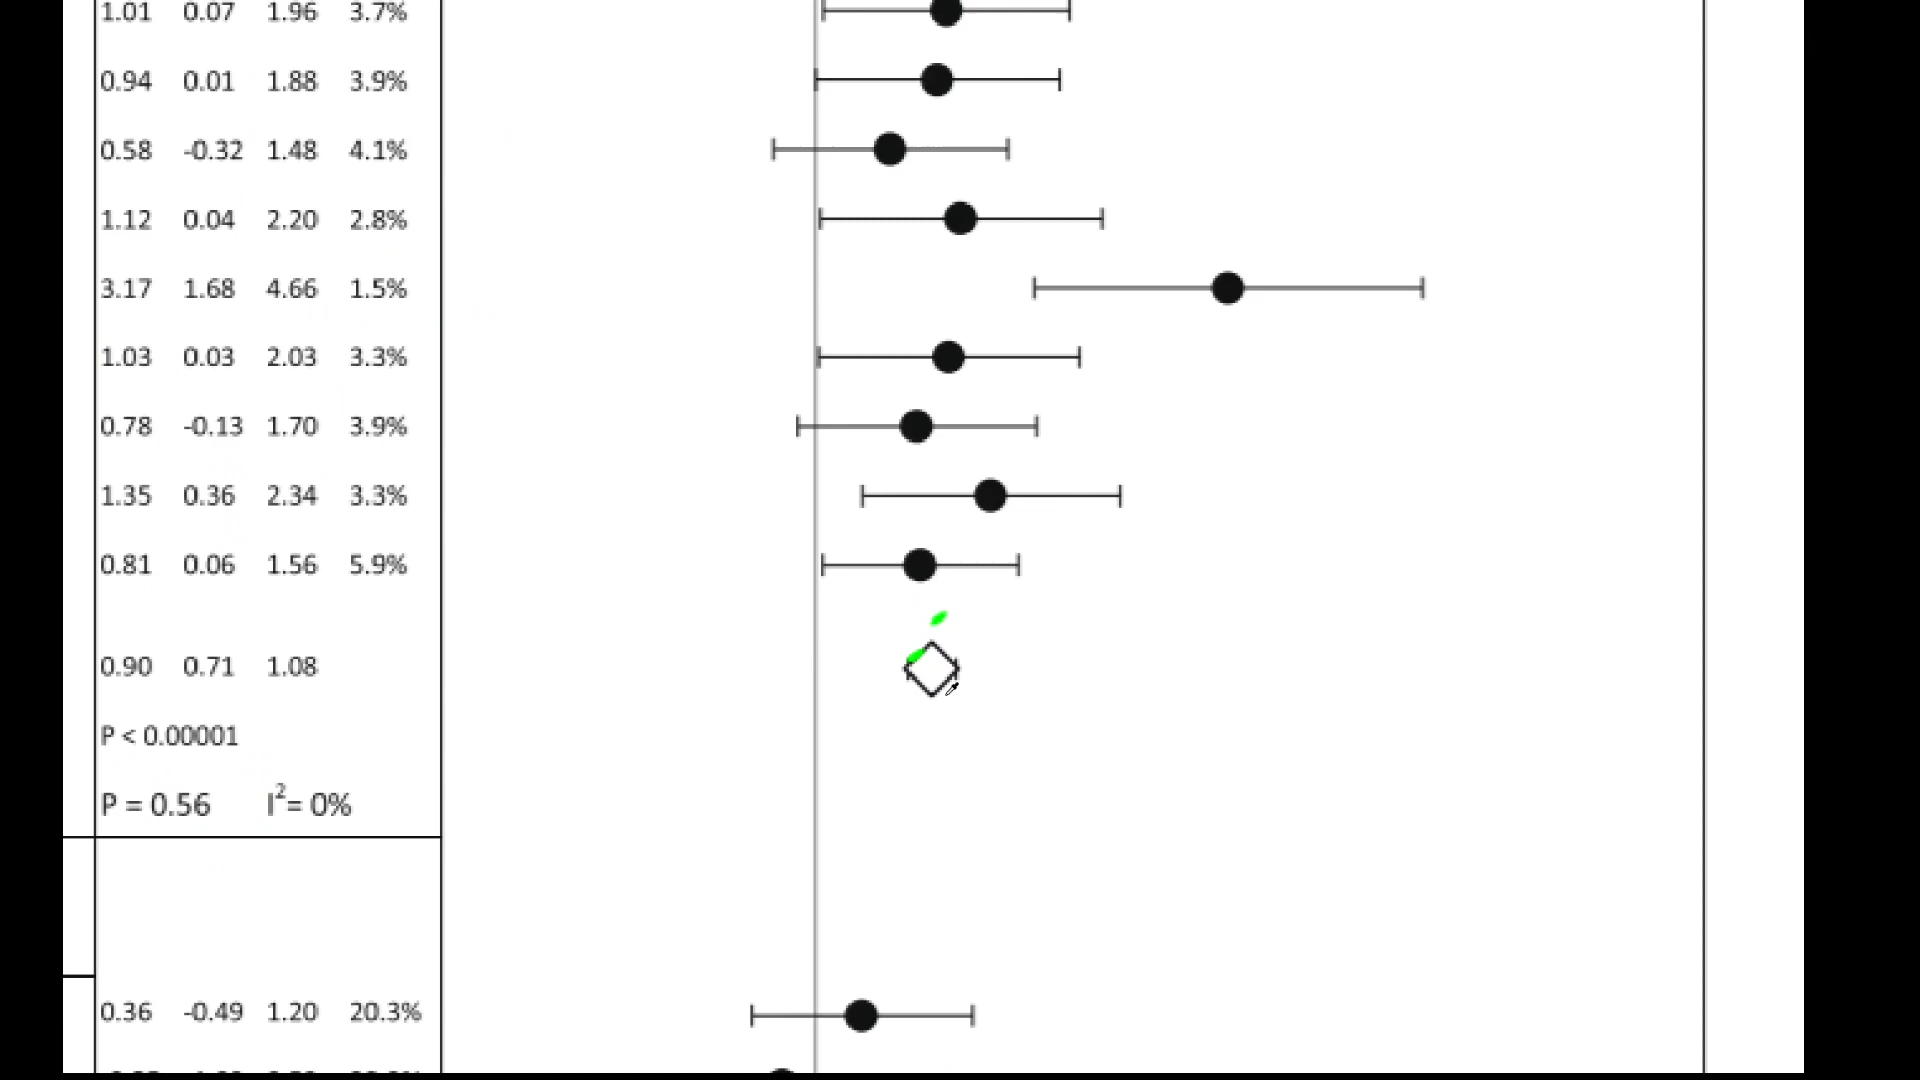 1.01 0.07 1.96 3.7%
0.94 0.01 1.88 3.9%
0.58 -0.32 1.48 4.1%
1.12 0.04 2.20 2.8%
3.17 1.68 4.66 1.5%
1.03 0.03 2.03 3.3%
0.78 -0.13 1.70 3.9%
1.35 0.36 2.34 3.3%
0.81 0.06 1.56 5.9%
0.90 0.71 1.08
P < 0.00001
P = 0.56 I²= 0%
0.36 -0.49 1.20 20.3%